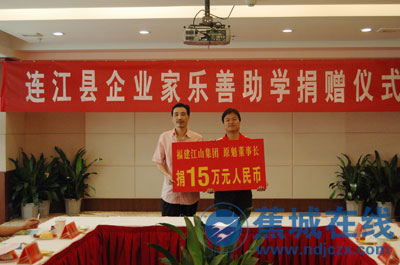 连江县企业家乐善助学捐赠仪式
福建江山集团 原魁董事长
捐15万元人民币
蕉城在线
www.ndjczx.com